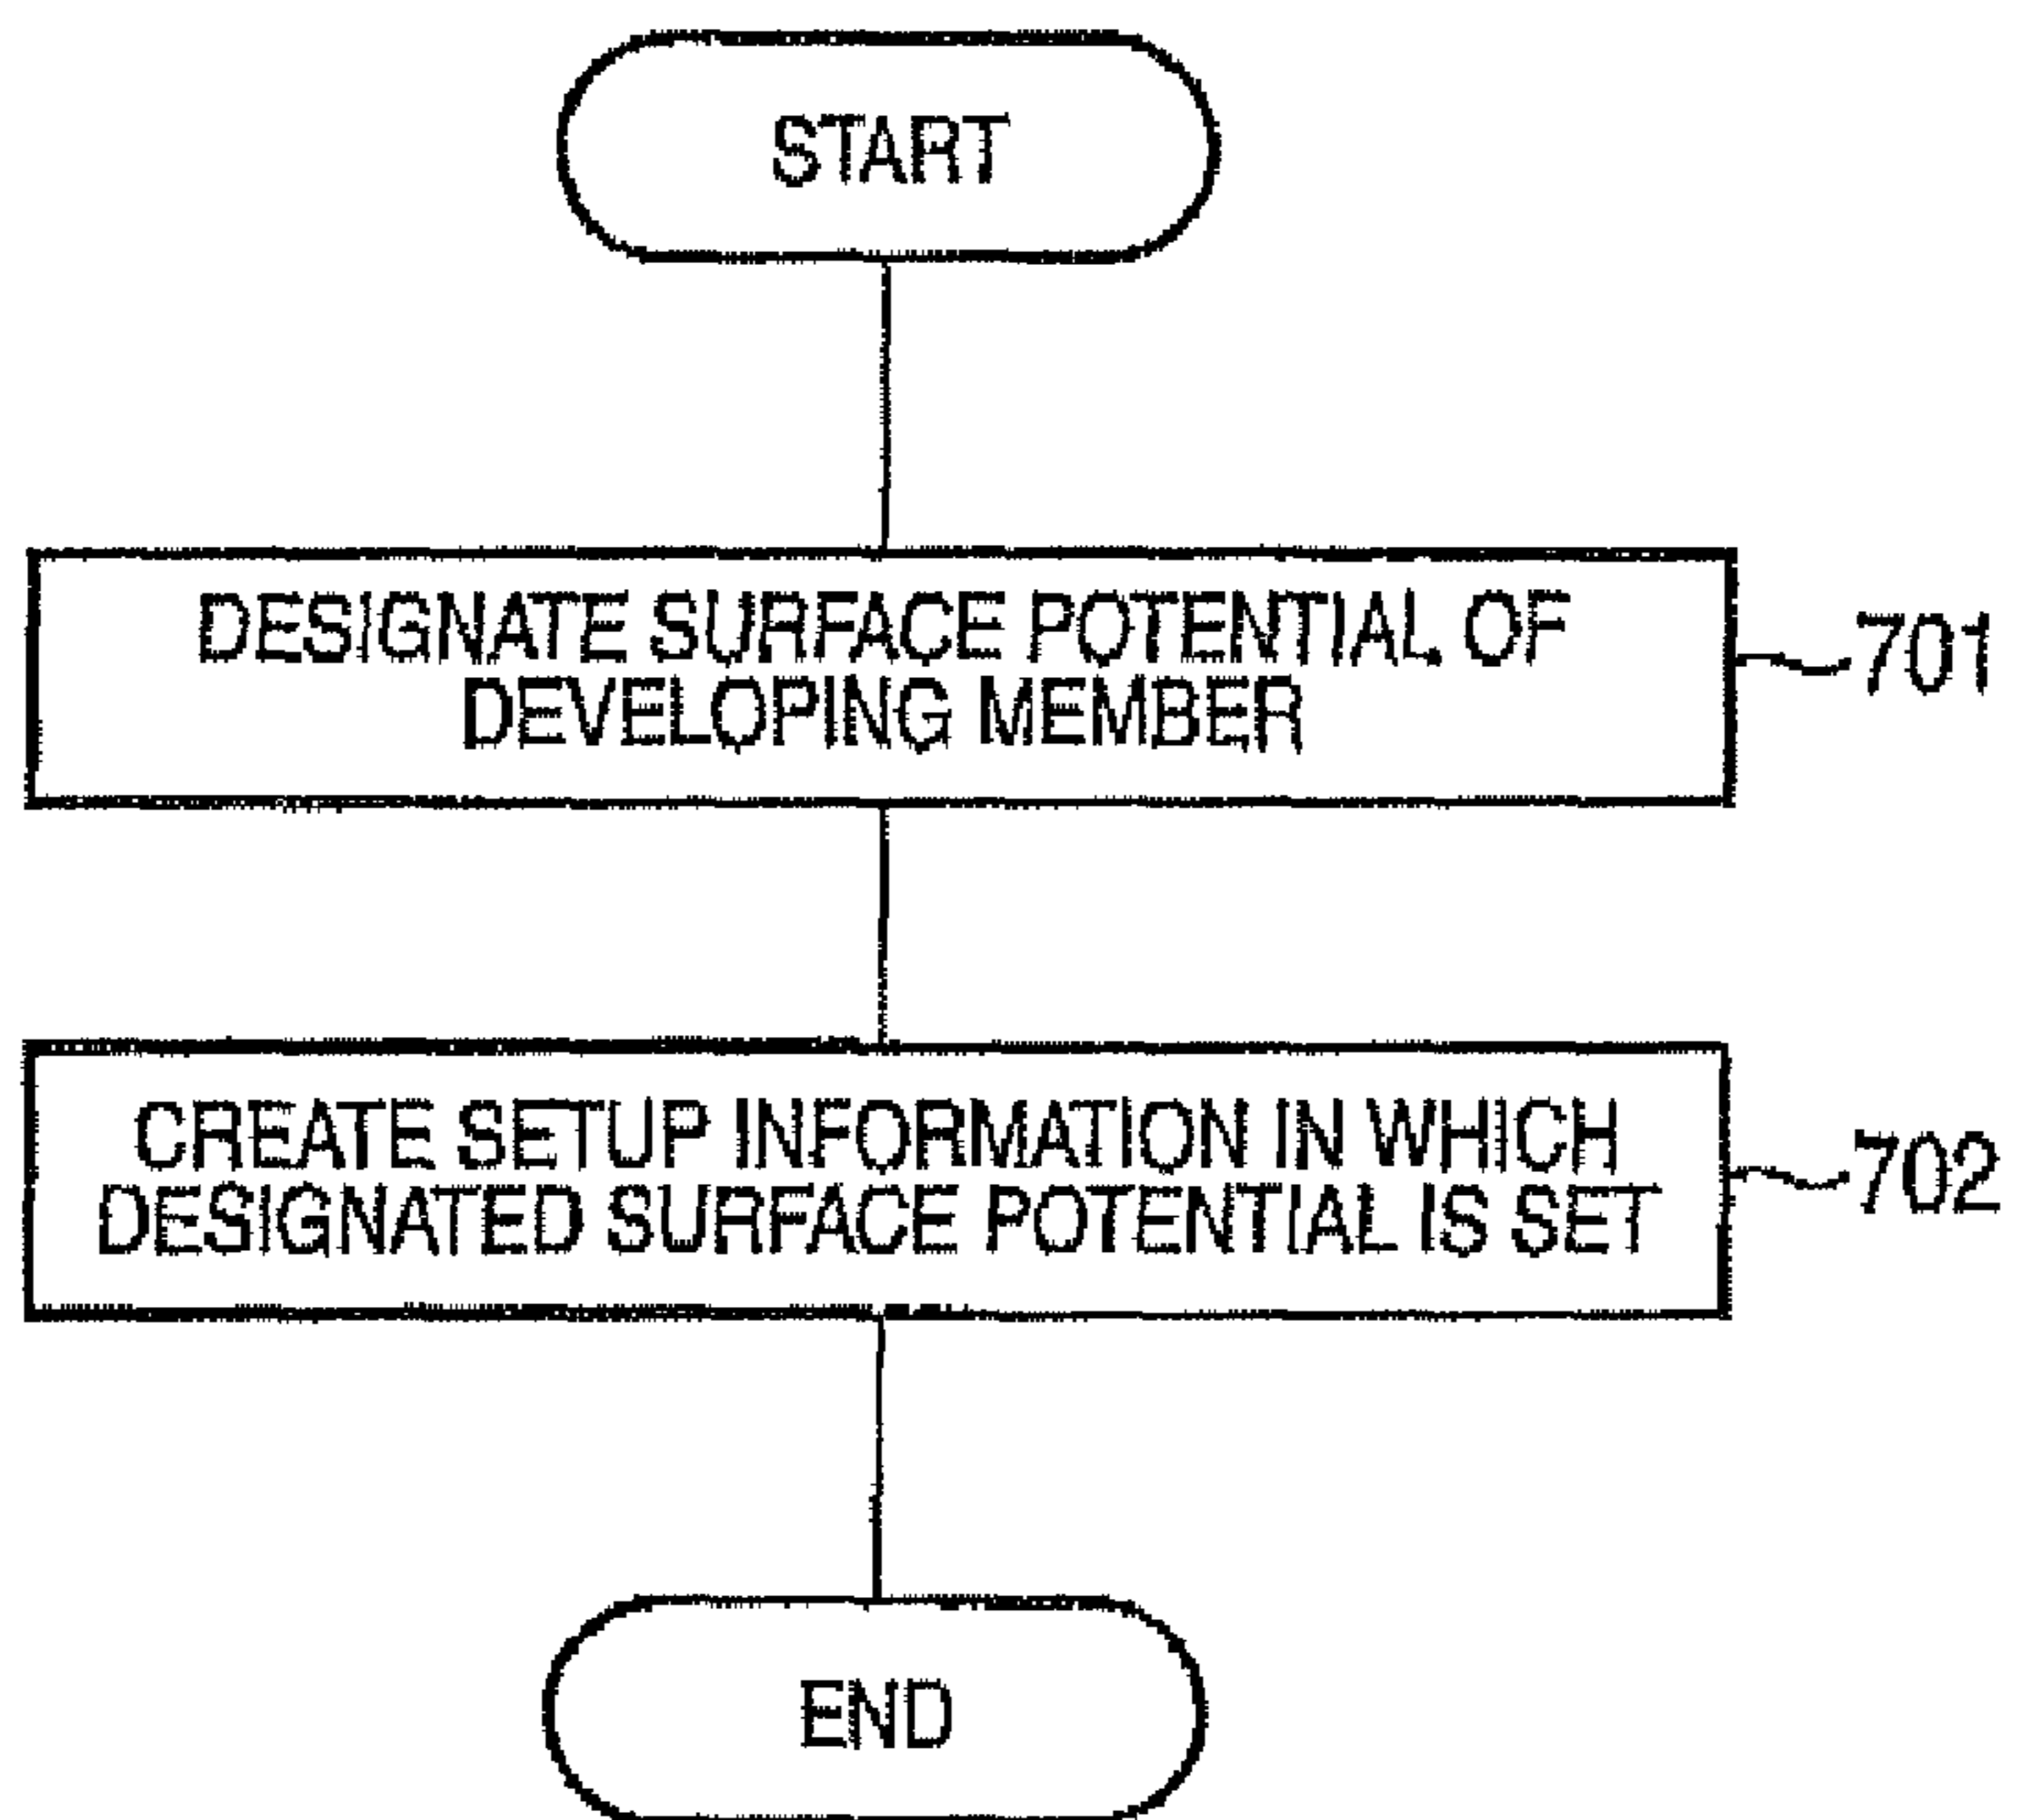 START
DESIGNATE SURFACE POTENTIAL OF
DEVELOPING MEMBER
701
CREATE SETUP INFORMATION IN WHICH
DESIGNATED SURFACE POTENTIAL IS SET
702
END